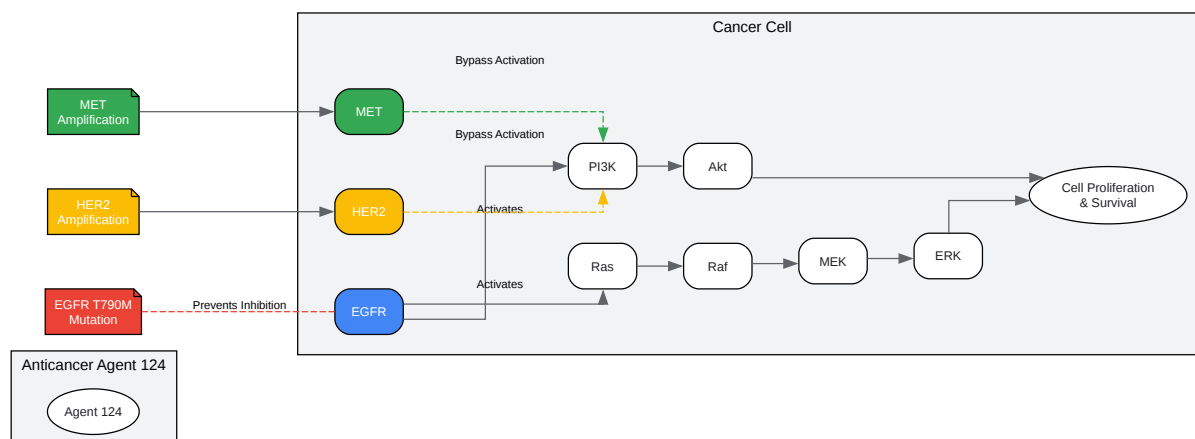 Cancer Cell
Bypass Activation
MET
Amplification
MET
Bypass Activation
PI3K
Akt
HER2
Amplification
HER2
Activates
Cell Proliferation
& Survival
Ras
Raf
MEK
ERK
Activates
EGFR T790M
Mutation
Prevents Inhibition
EGFR
Anticancer Agent 124
Agent 124